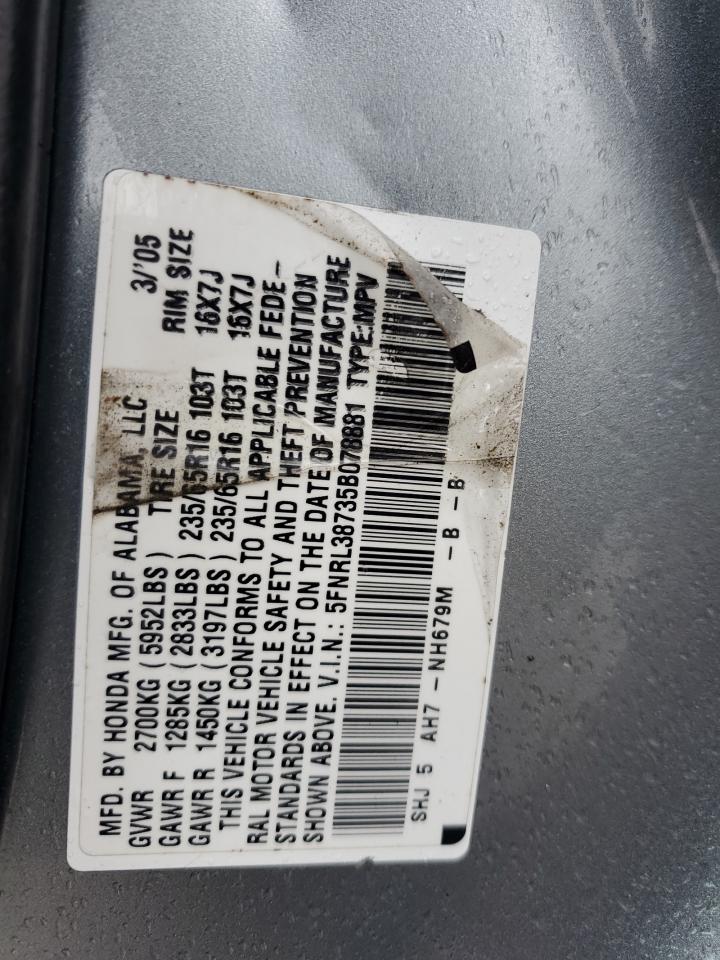 MFD. BY HONDA MFG. OF ALABAMA, LLC 3/'05
GVWR 2700KG ( 5952LBS ) TIRE SIZE RIM SIZE
GAWR F 1285KG ( 2833LBS ) 235/65R16 103T 16X7J
GAWR R 1450KG ( 3197LBS ) 235/65R16 103T 16X7J
THIS VEHICLE CONFORMS TO ALL APPLICABLE FEDE-
RAL MOTOR VEHICLE SAFETY AND THEFT PREVENTION
STANDARDS IN EFFECT ON THE DATE OF MANUFACTURE
SHOWN ABOVE. V.I.N.: 5FNRL38735B078881 TYPE:MPV
SHJ 5 AH7 - NH679M - B - B